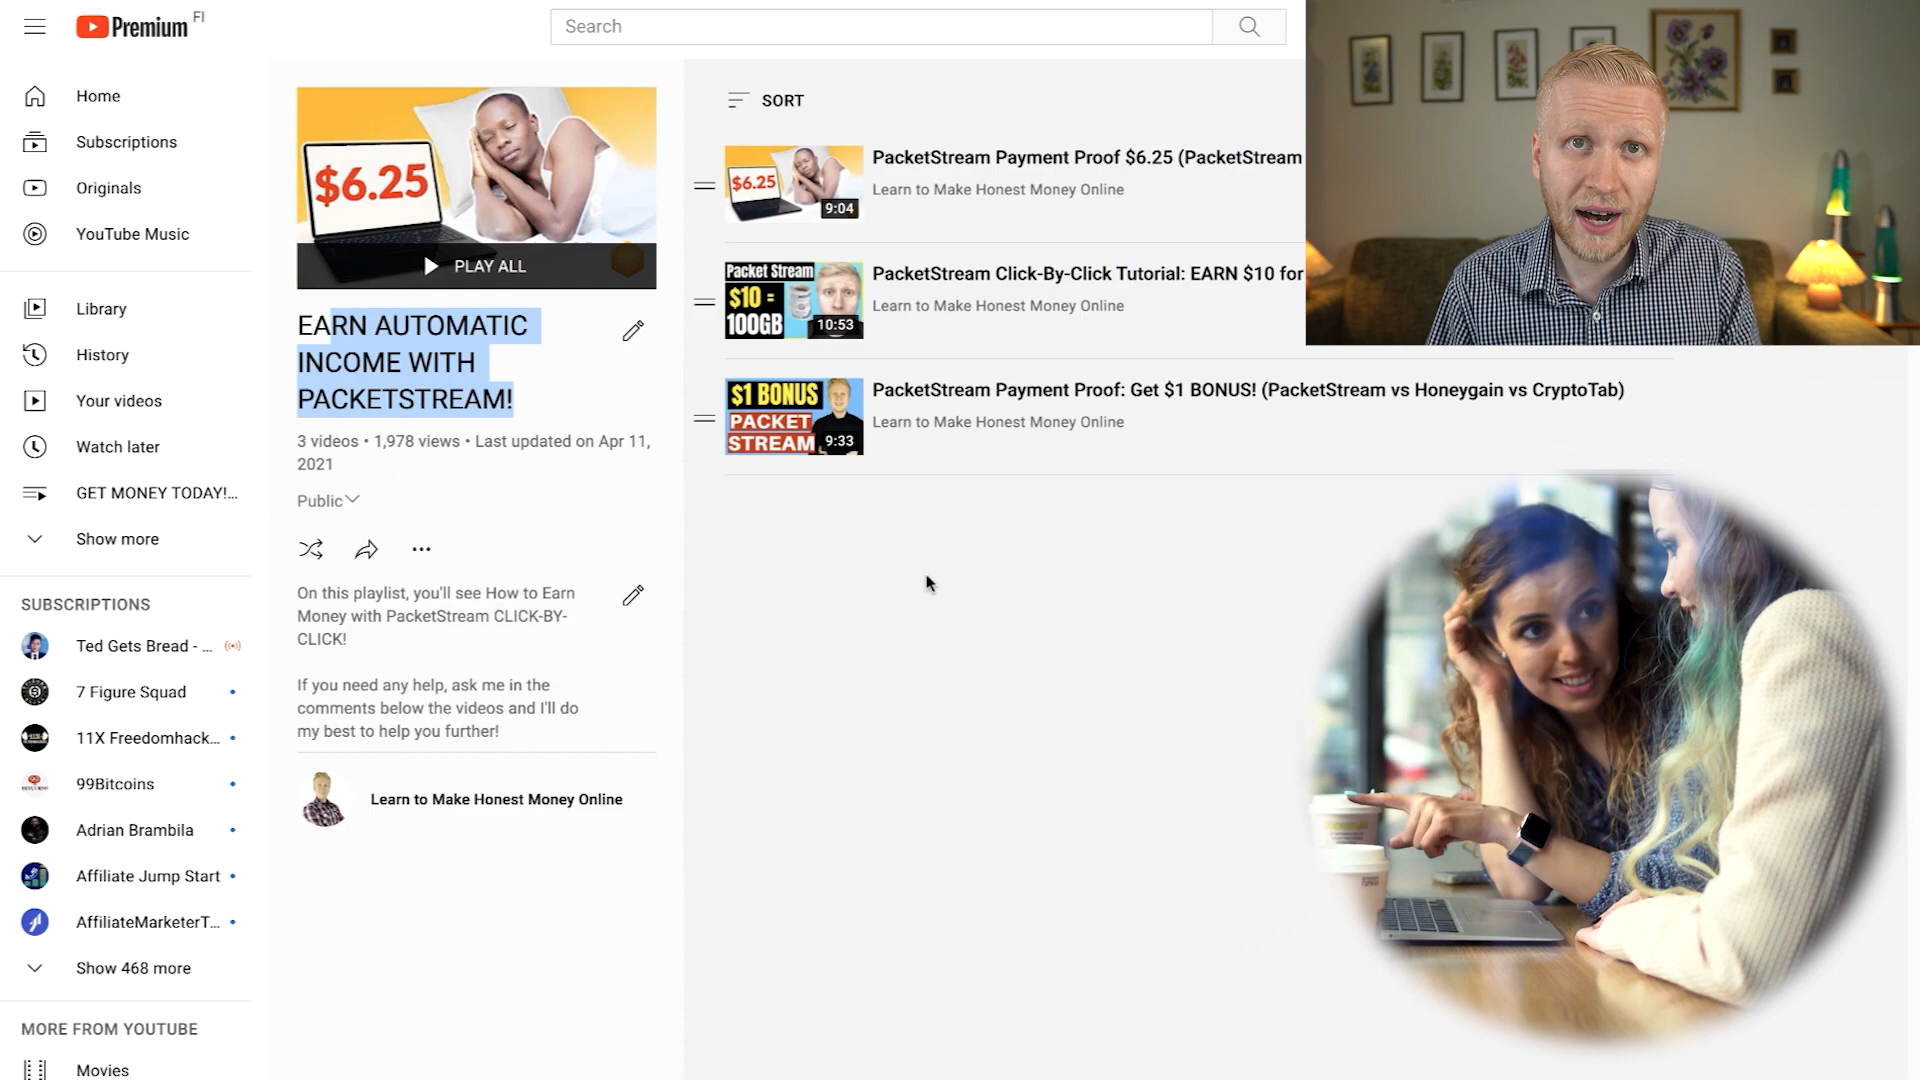 Premium FI
Search
Home
Subscriptions
Originals
YouTube Music
Library
History
Your videos
Watch later
GET MONEY TODAY!...
Show more
SUBSCRIPTIONS
Ted Gets Bread - ...
7 Figure Squad
11X Freedomhack...
99Bitcoins
Adrian Brambila
Affiliate Jump Start
AffiliateMarketerT...
Show 468 more
MORE FROM YOUTUBE
Movies
$6.25
PLAY ALL
EARN AUTOMATIC
INCOME WITH
PACKETSTREAM!
3 videos • 1,978 views • Last updated on Apr 11,
2021
Public
On this playlist, you'll see How to Earn
Money with PacketStream CLICK-BY-
CLICK!
If you need any help, ask me in the
comments below the videos and I'll do
my best to help you further!
Learn to Make Honest Money Online
SORT
$6.25
9:04
PacketStream Payment Proof $6.25 (PacketStream
Learn to Make Honest Money Online
Packet Stream
$10 =
100GB
10:53
PacketStream Click-By-Click Tutorial: EARN $10 for
Learn to Make Honest Money Online
$1 BONUS
PACKET
STREAM
9:33
PacketStream Payment Proof: Get $1 BONUS! (PacketStream vs Honeygain vs CryptoTab)
Learn to Make Honest Money Online